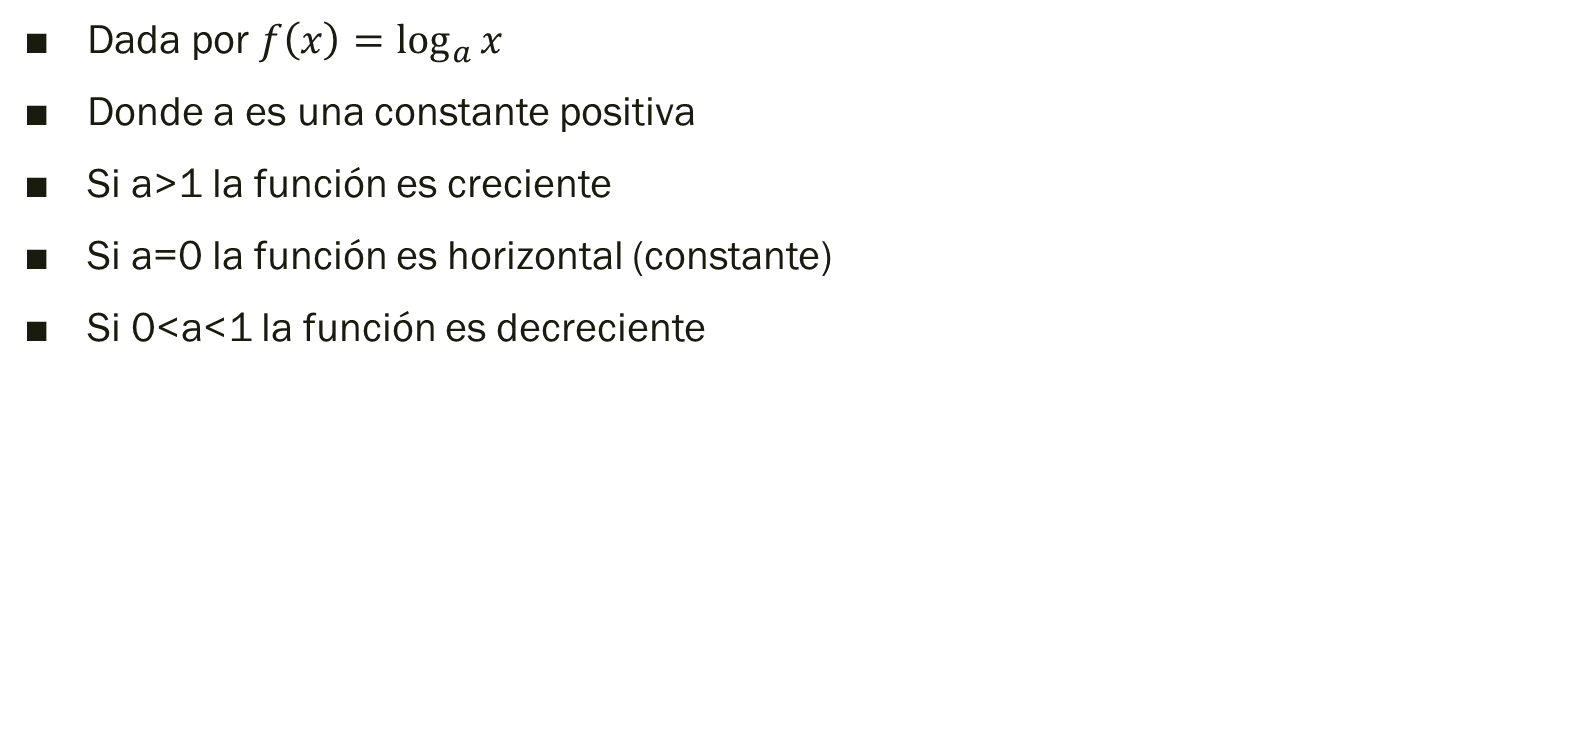 ■ Dada por f(x) = logₐ x
■ Donde a es una constante positiva
■ Si a>1 la función es creciente
■ Si a=0 la función es horizontal (constante)
■ Si 0<a<1 la función es decreciente